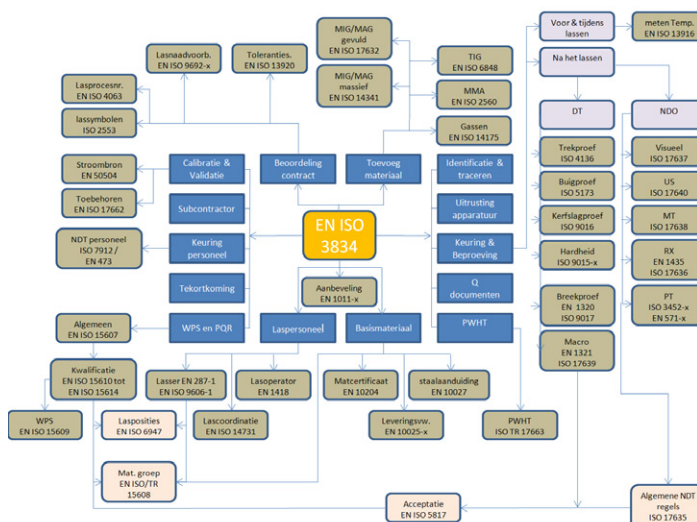 MIG/MAG
gevuld
EN ISO 17632
Voor & tijdens
lassen
meten Temp.
EN ISO 13916
Lasnaadvoorb.
EN ISO 9692-x
Toleranties.
EN ISO 13920
TIG
EN ISO 6848
Na het lassen
Lasprocesnr.
EN ISO 4063
MIG/MAG
massief
EN ISO 14341
MMA
EN ISO 2560
DT
NDO
lassymbolen
ISO 2553
Gassen
EN ISO 14175
Stroombron
EN 50504
Calibratie &
Validatie
Beoordeling
contract
Toevoeg
materiaal
Identificatie &
traceren
Trekproef
ISO 4136
Visueel
ISO 17637
Toebehoren
EN ISO 17662
Subcontractor
Uitrusting
apparatuur
Buigproef
ISO 5173
US
ISO 17640
EN ISO
3834
Kerfslagproef
ISO 9016
MT
ISO 17638
NDT personeel
ISO 7912 /
EN 473
Keuring
personeel
Keuring &
Beproeving
Hardheid
ISO 9015-x
RX
EN 1435
ISO 17636
Tekortkoming
Aanbeveling
EN 1011-x
Q
documenten
Breekproef
EN 1320
ISO 9017
PT
ISO 3452-x
EN 571-x
Algemeen
EN ISO 15607
WPS en PQR
Laspersoneel
Basismateriaal
PWHT
Macro
EN 1321
ISO 17639
Kwalificatie
EN ISO 15610 tot
EN ISO 15614
Lasser EN 287-1
EN ISO 9606-1
Lasoperator
EN 1418
Matcertificaat
EN 10204
staalaanduiding
EN 10027
WPS
EN ISO 15609
Lasposities
EN ISO 6947
Lascoordinatie
EN ISO 14731
Leveringsvw.
EN 10025-x
PWHT
ISO TR 17663
Mat. groep
EN ISO/TR
15608
Acceptatie
EN ISO 5817
Algemene NDT
regels
ISO 17635